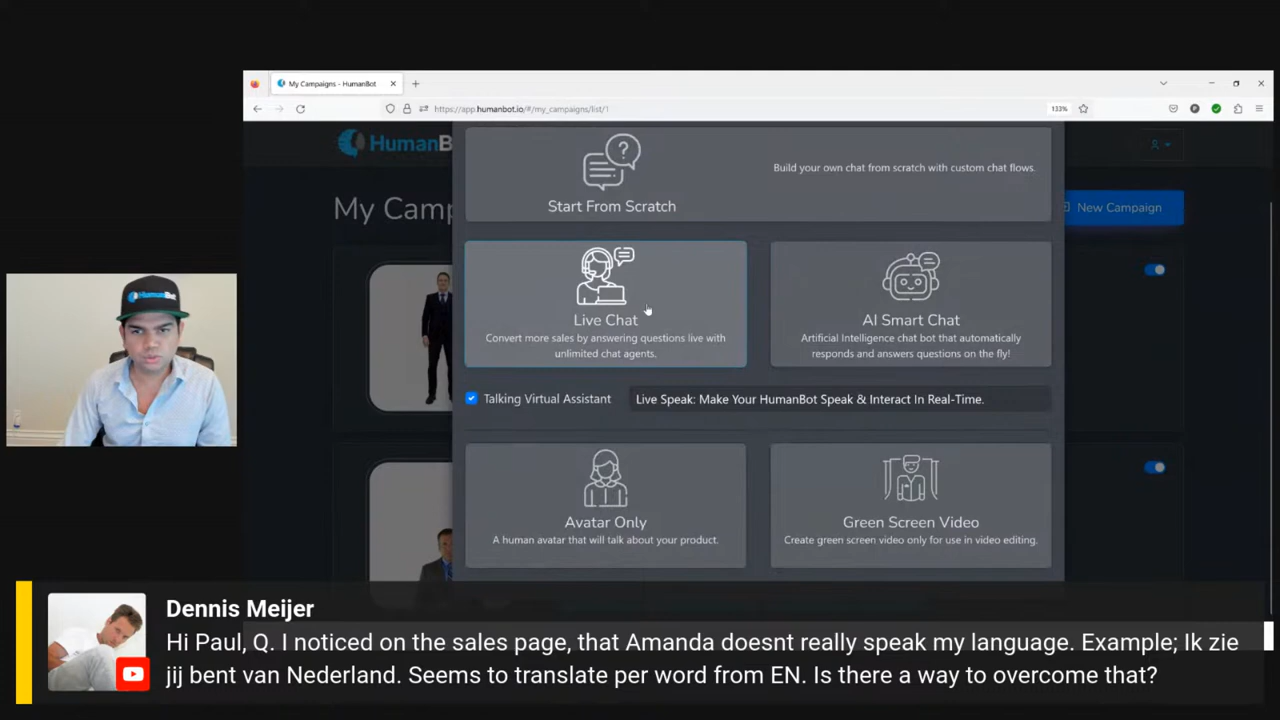 My Campaigns - HumanBot
https://app.humanbot.io/#/my_campaigns/list/1
133%
HumanB
My Camp
New Campaign
Start From Scratch
Build your own chat from scratch with custom chat flows.
Live Chat
Convert more sales by answering questions live with
unlimited chat agents.
AI Smart Chat
Artificial Intelligence chat bot that automatically
responds and answers questions on the fly!
Talking Virtual Assistant
Live Speak: Make Your HumanBot Speak & Interact In Real-Time.
Avatar Only
A human avatar that will talk about your product.
Green Screen Video
Create green screen video only for use in video editing.
HumanBot
Dennis Meijer
Hi Paul, Q. I noticed on the sales page, that Amanda doesnt really speak my language. Example; Ik zie
jij bent van Nederland. Seems to translate per word from EN. Is there a way to overcome that?